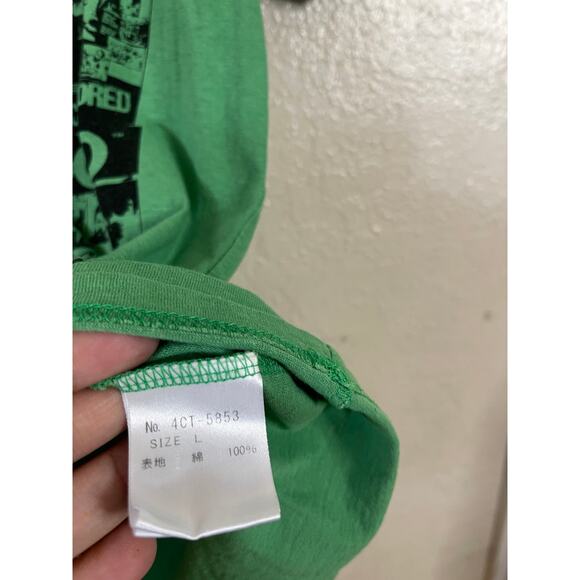 ORED
No. 4CT-5853
SIZE L
表地 綿 100%